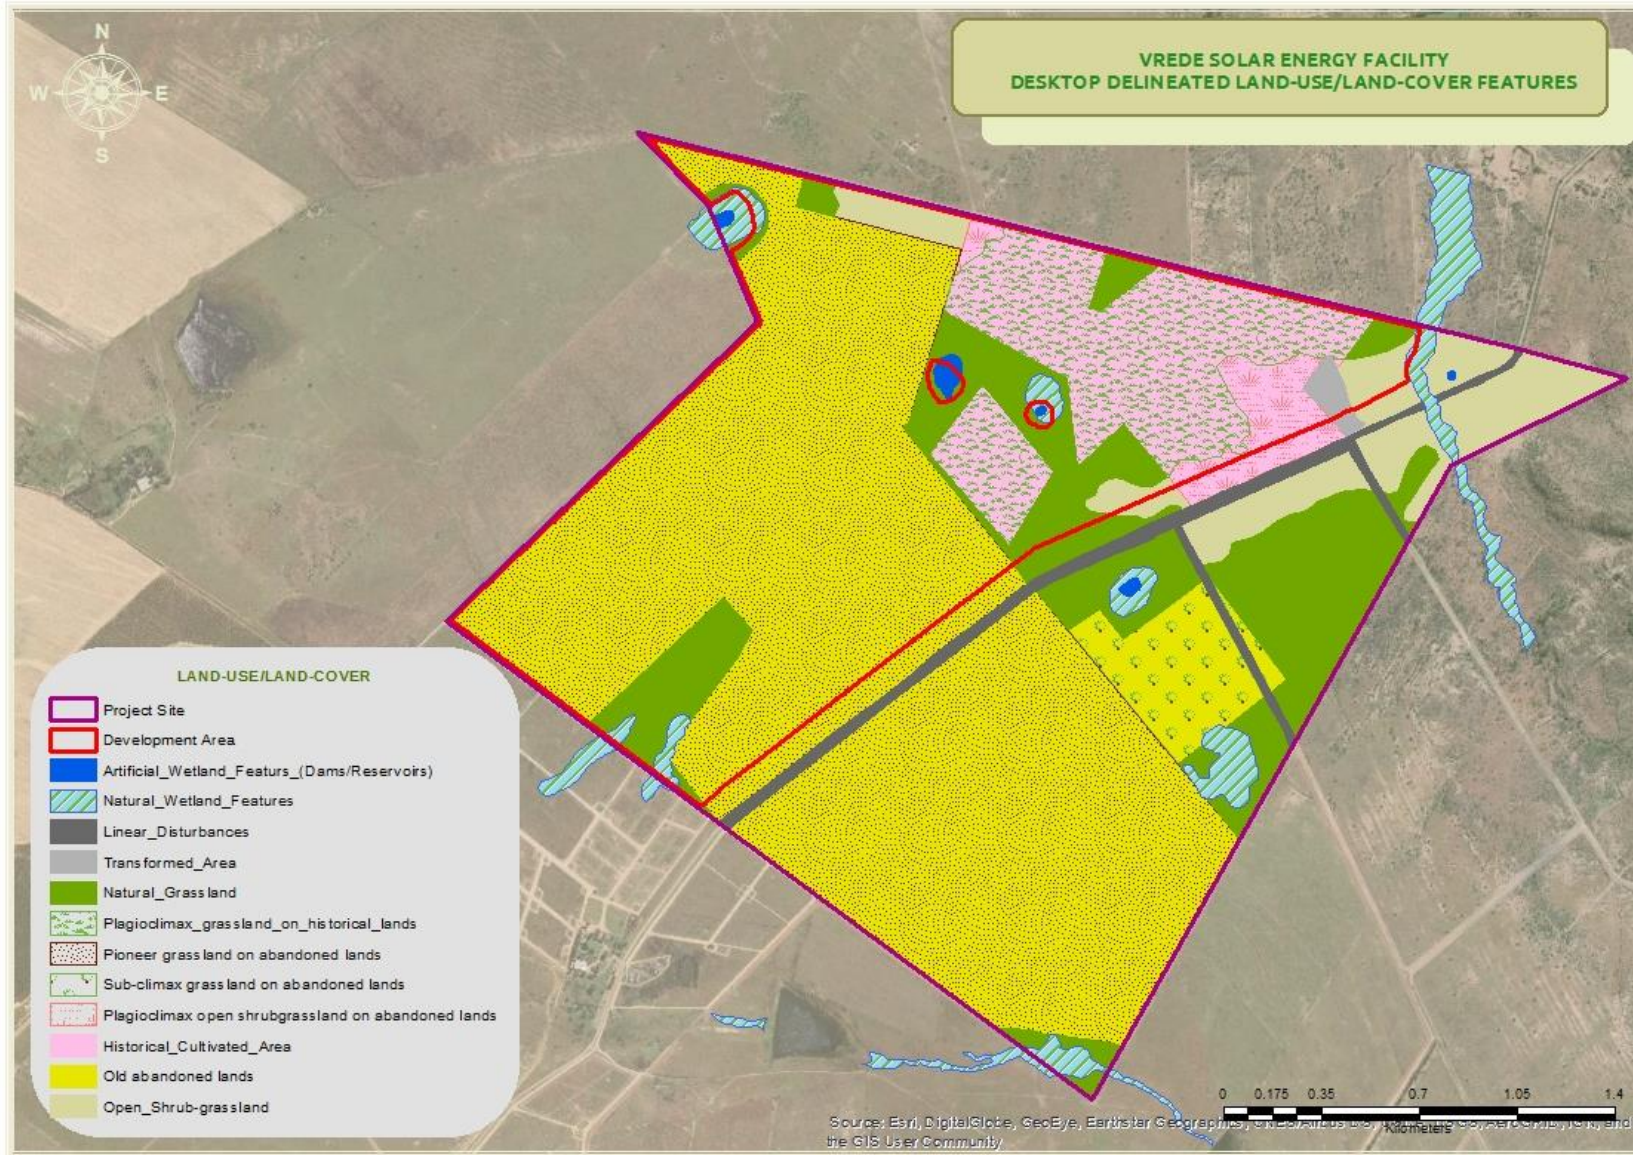 VREDE SOLAR ENERGY FACILITY
DESKTOP DELINEATED LAND-USE/LAND-COVER FEATURES
N
W E
S
LAND-USE/LAND-COVER
Project Site
Development Area
Artificial_Wetland_Featurs_(Dams/Reservoirs)
Natural_Wetland_Features
Linear_Disturbances
Transformed_Area
Natural_Grassland
Plagioclimax_grassland_on_historical_lands
Pioneer grassland on abandoned lands
Sub-climax grassland on abandoned lands
Plagioclimax open shrubgrassland on abandoned lands
Historical_Cultivated_Area
Old abandoned lands
Open_Shrub-grassland
0 0.175 0.35 0.7 1.05 1.4
Kilometers
Source: Esri, DigitalGlobe, GeoEye, Earthstar Geographics, and
the GIS User Community